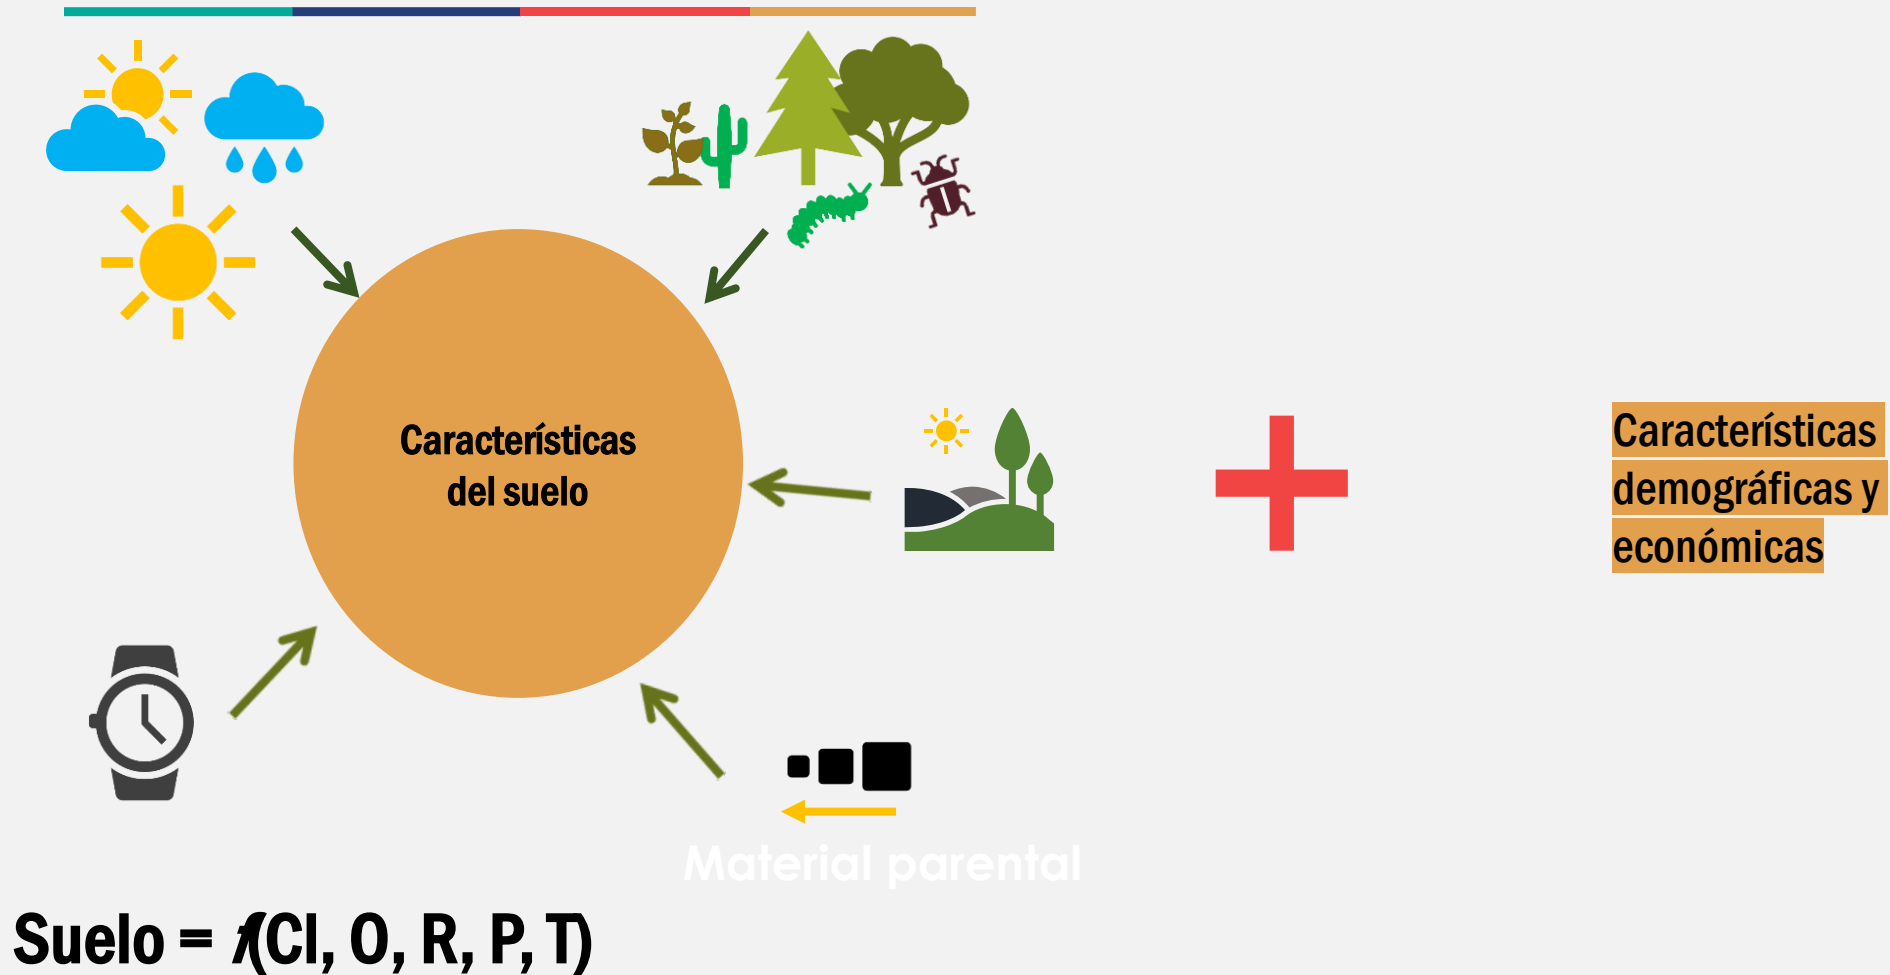 Características
del suelo
Características
demográficas y
económicas
Material parental
Suelo = f(Cl, O, R, P, T)